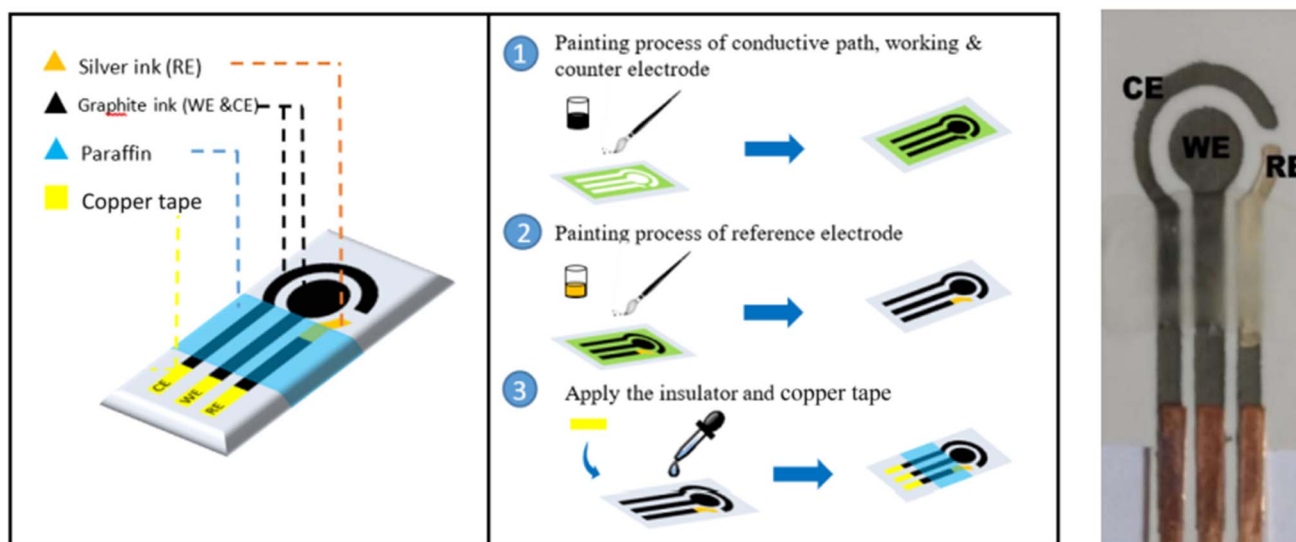 Silver ink (RE)
Graphite ink (WE &CE)
Paraffin
Copper tape
CE
WE
RE
1
Painting process of conductive path, working &
counter electrode
2
Painting process of reference electrode
3
Apply the insulator and copper tape
CE
WE
RE